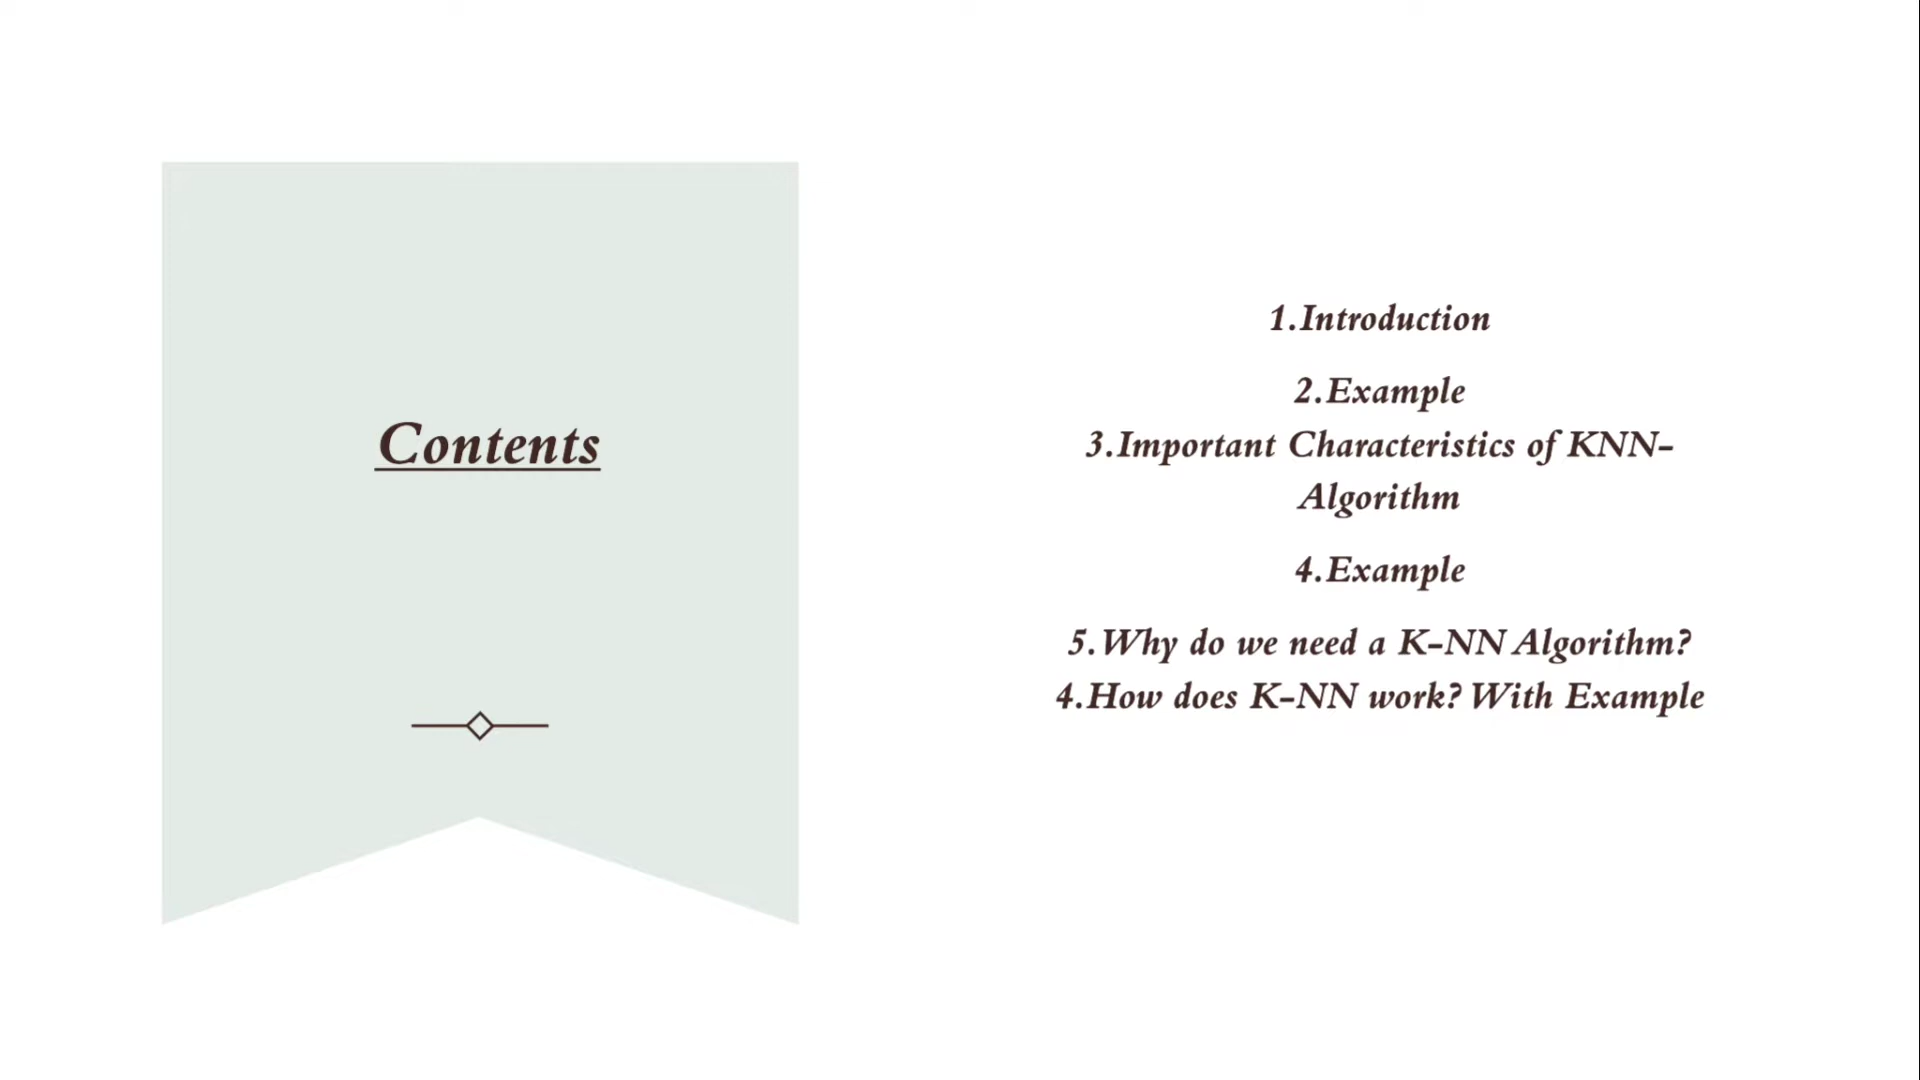 Contents
1.Introduction
2.Example
3.Important Characteristics of KNN-
Algorithm
4.Example
5.Why do we need a K-NN Algorithm?
4.How does K-NN work? With Example